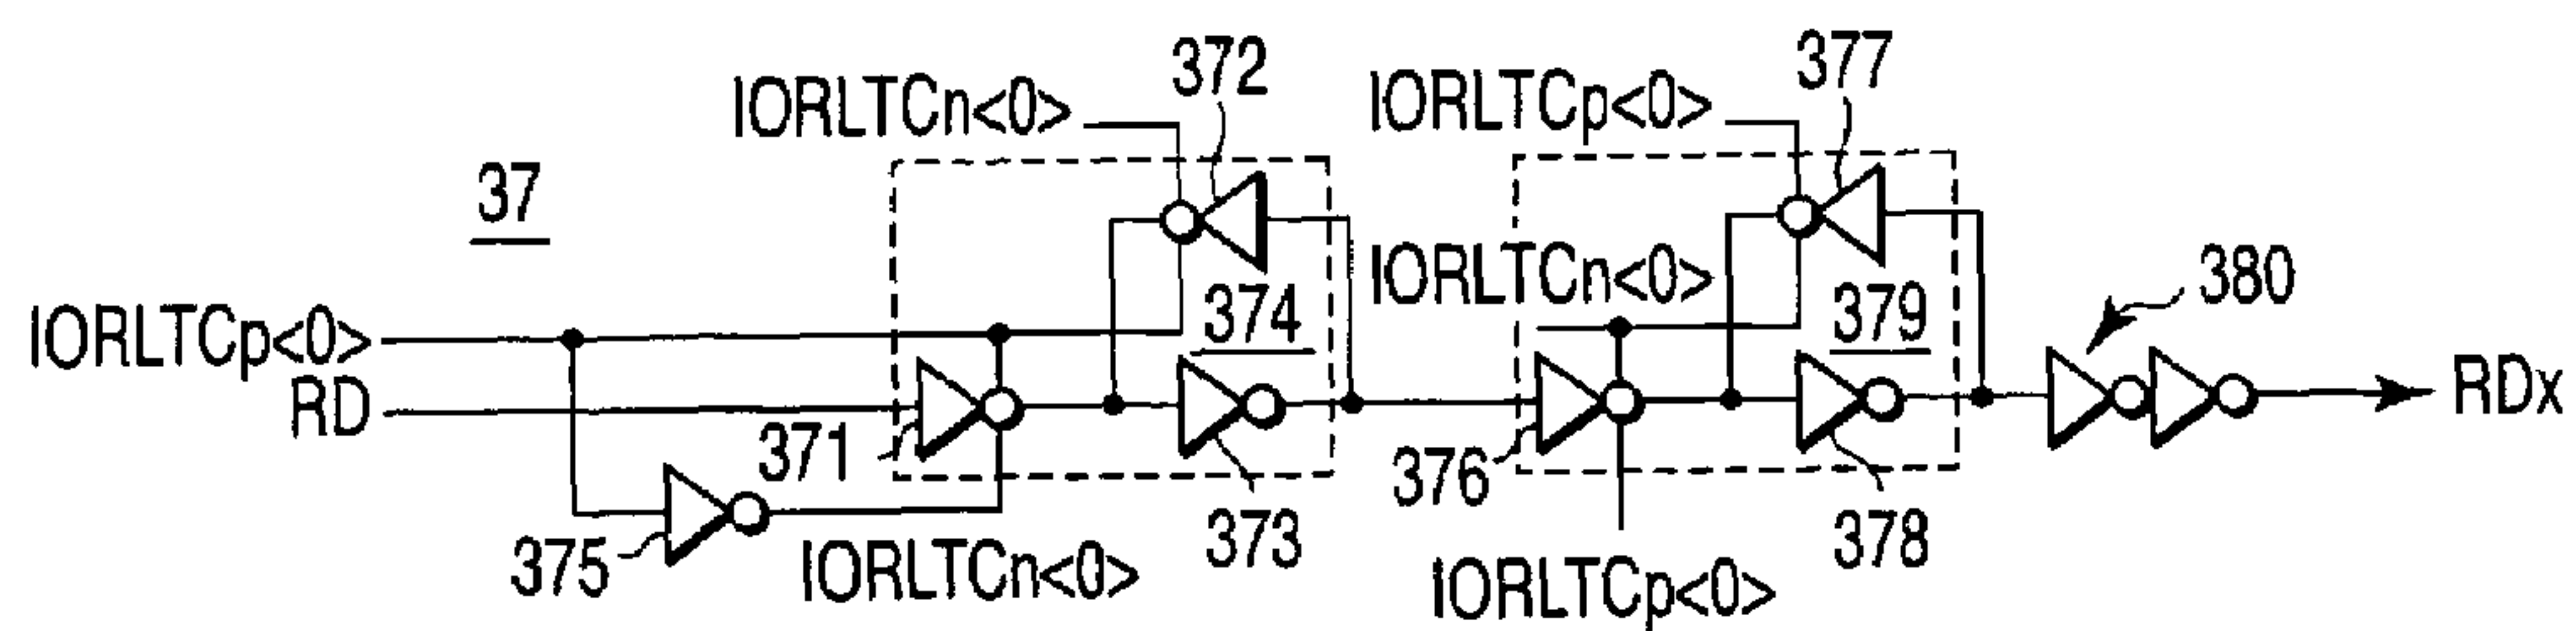 372
377
IORLTCn<0>
IORLTCp<0>
37
IORLTCn<0>
374
379
380
IORLTCp<0>
RD
RDx
371
376
375
373
378
IORLTCn<0>
IORLTCp<0>